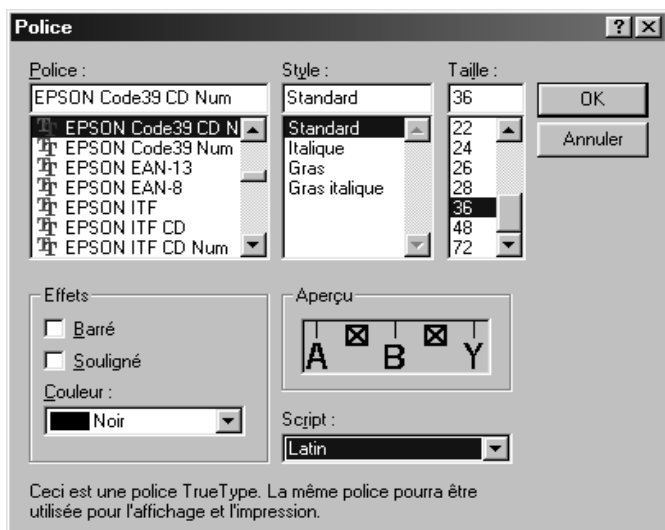 Police
Police :
EPSON Code39 CD Num
EPSON Code39 CD N
EPSON Code39 Num
EPSON EAN-13
EPSON EAN-8
EPSON ITF
EPSON ITF CD
EPSON ITF CD Num
Style :
Standard
Standard
Italique
Gras
Gras italique
Taille :
36
22
24
26
28
36
48
72
OK
Annuler
Effets
Barré
Souligné
Couleur :
Noir
Aperçu
A B Y
Script :
Latin
Ceci est une police TrueType. La même police pourra être
utilisée pour l'affichage et l'impression.